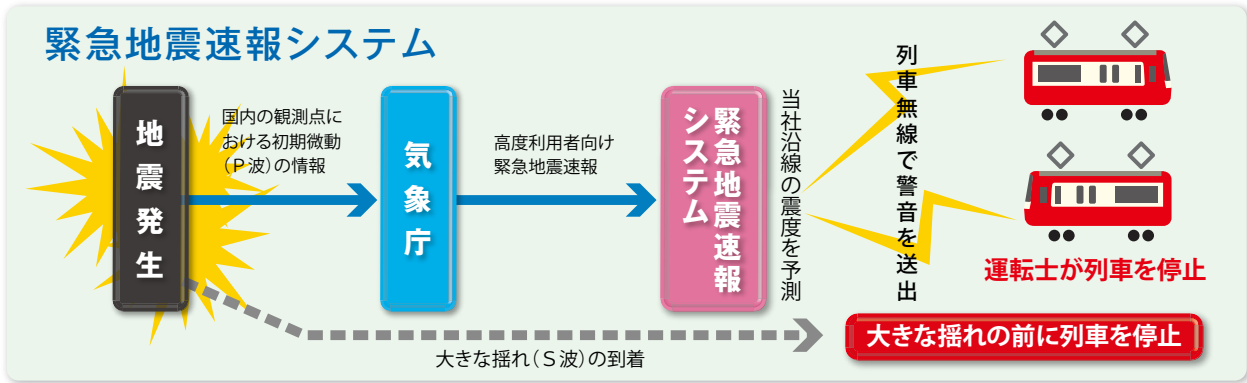 緊急地震速報システム
地震発生
国内の観測点に
おける初期微動
（P波）の情報
気象庁
高度利用者向け
緊急地震速報
緊急地震速報
システム
当社沿線の震度を予測
列車無線で警音を送出
運転士が列車を停止
大きな揺れの前に列車を停止
大きな揺れ（S波）の到着